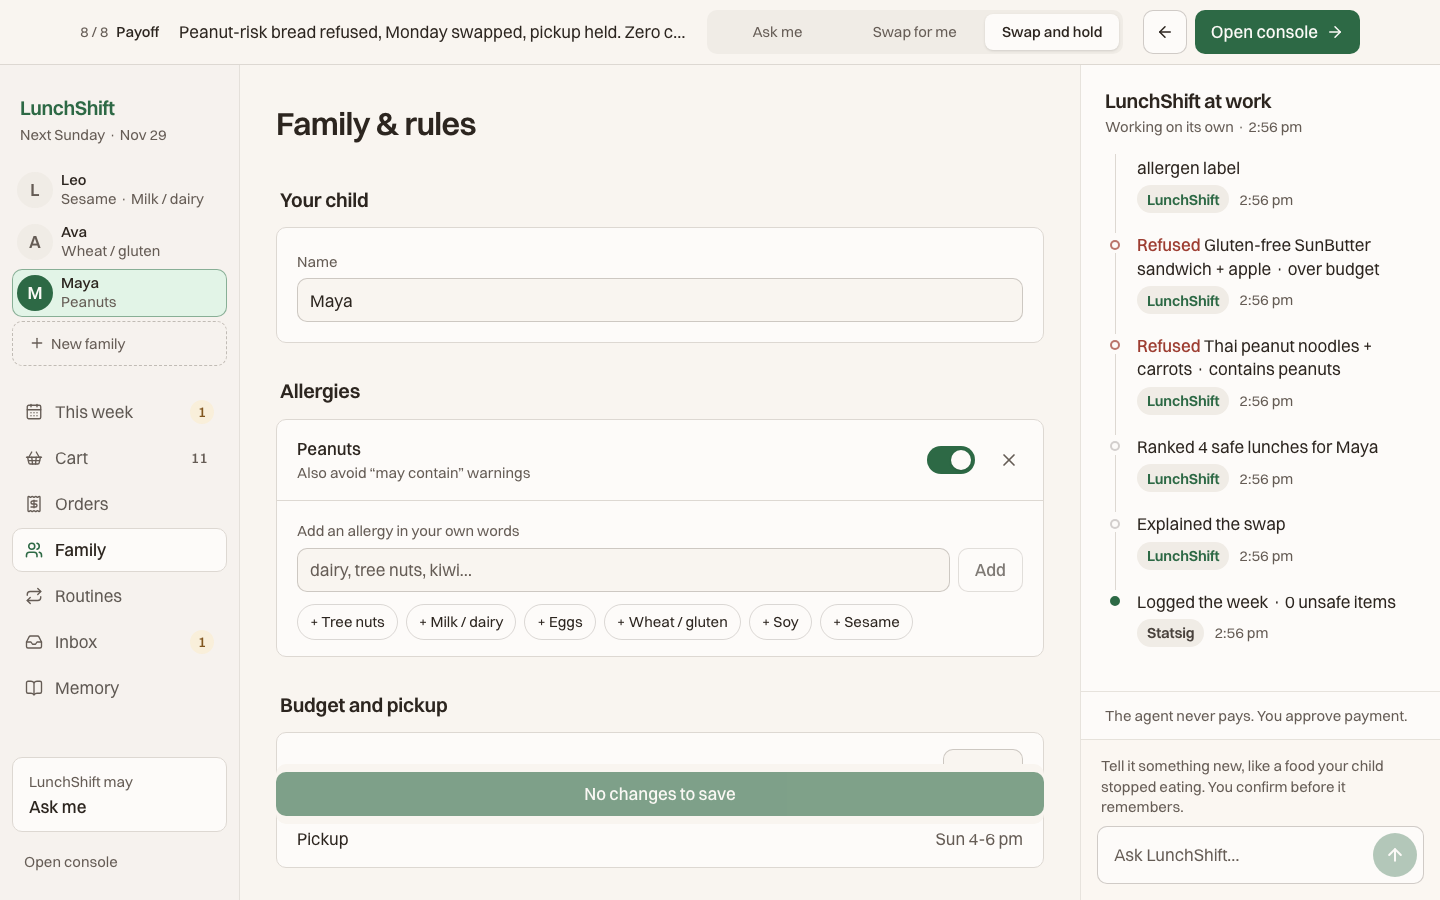 8 / 8 Payoff Peanut-risk bread refused, Monday swapped, pickup held. Zero c...
Ask me
Swap for me
Swap and hold
Open console
LunchShift
Next Sunday · Nov 29
L
Leo
Sesame · Milk / dairy
A
Ava
Wheat / gluten
M
Maya
Peanuts
+ New family
This week 1
Cart 11
Orders
Family
Routines
Inbox 1
Memory
LunchShift may
Ask me
Open console
Family & rules
Your child
Name
Maya
Allergies
Peanuts
Also avoid “may contain” warnings
Add an allergy in your own words
dairy, tree nuts, kiwi...
Add
+ Tree nuts
+ Milk / dairy
+ Eggs
+ Wheat / gluten
+ Soy
+ Sesame
Budget and pickup
No changes to save
Pickup Sun 4-6 pm
LunchShift at work
Working on its own · 2:56 pm
allergen label
LunchShift 2:56 pm
Refused Gluten-free SunButter
sandwich + apple · over budget
LunchShift 2:56 pm
Refused Thai peanut noodles +
carrots · contains peanuts
LunchShift 2:56 pm
Ranked 4 safe lunches for Maya
LunchShift 2:56 pm
Explained the swap
LunchShift 2:56 pm
Logged the week · 0 unsafe items
Statsig 2:56 pm
The agent never pays. You approve payment.
Tell it something new, like a food your child
stopped eating. You confirm before it
remembers.
Ask LunchShift...